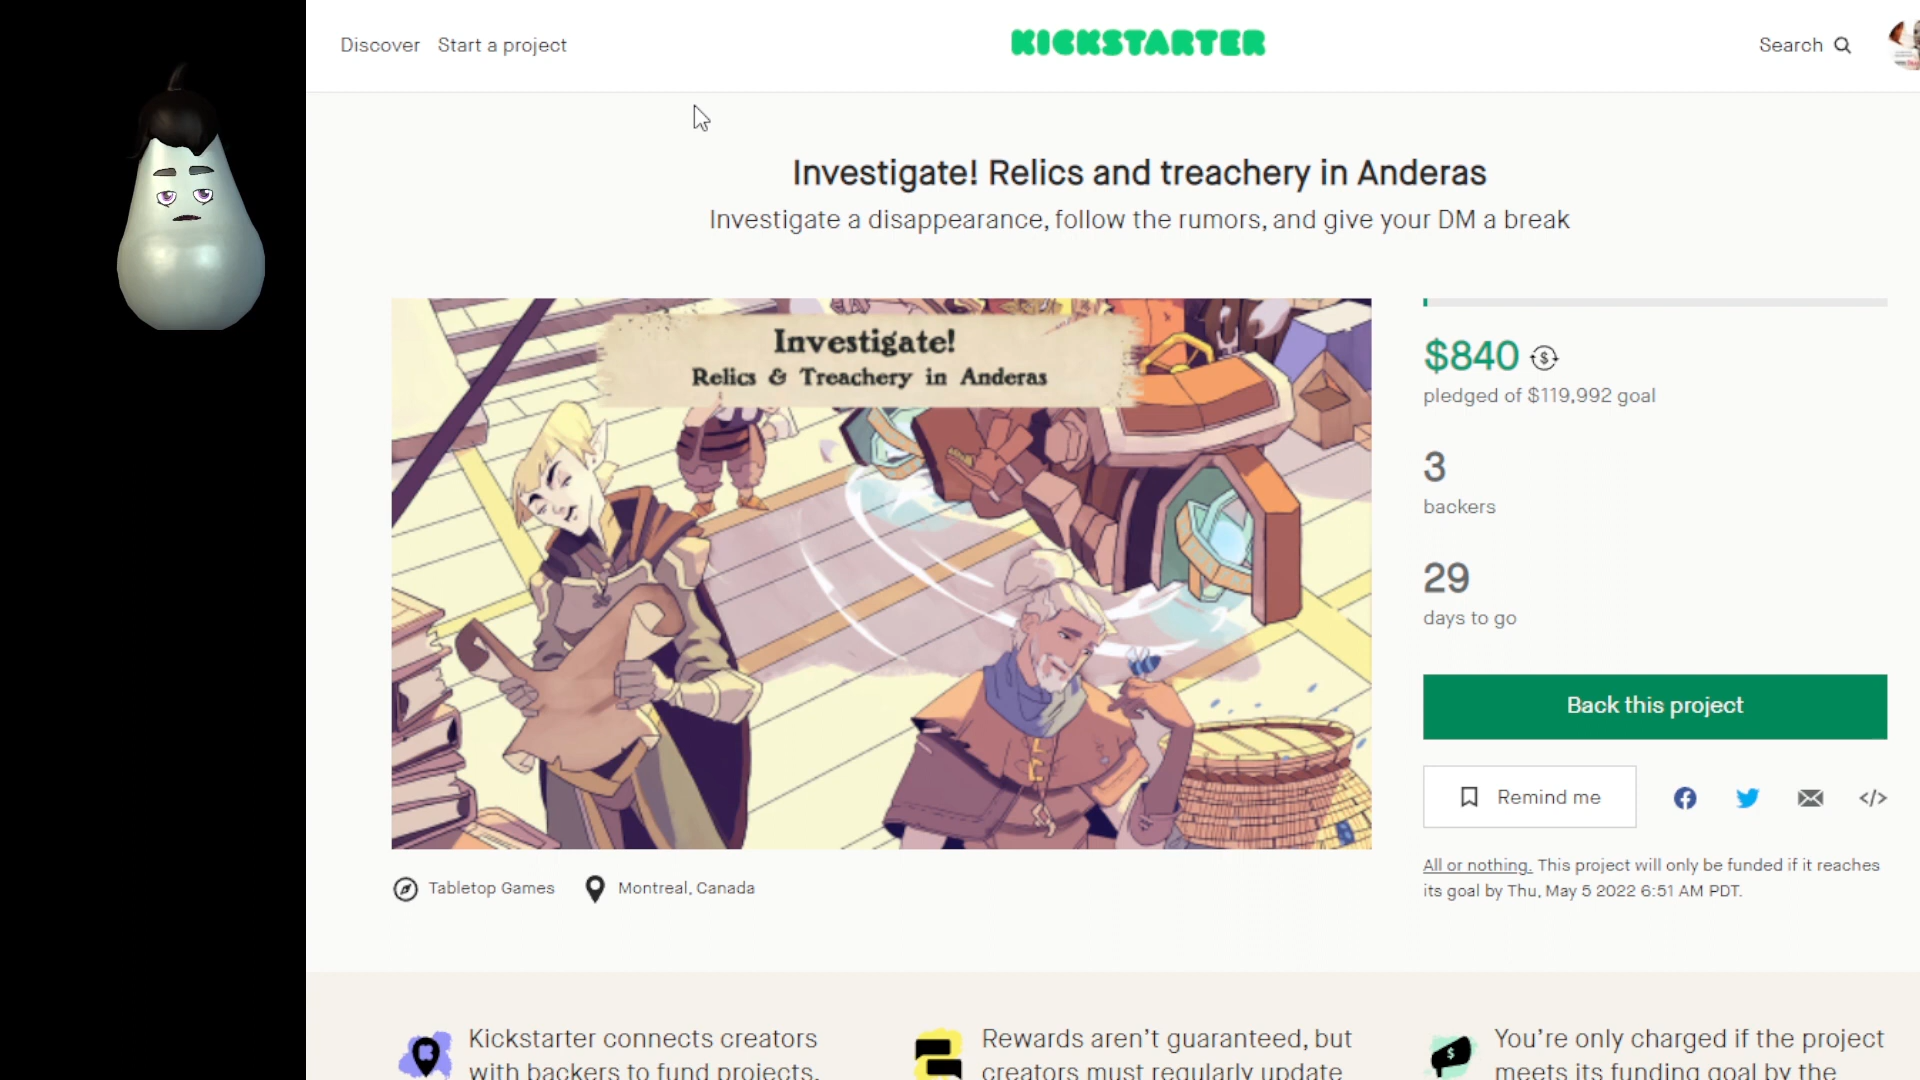 Discover Start a project
KICKSTARTER
Search
Investigate! Relics and treachery in Anderas
Investigate a disappearance, follow the rumors, and give your DM a break
Investigate!
Relics & Treachery in Anderas
$840
pledged of $119,992 goal
3
backers
29
days to go
Back this project
Remind me
All or nothing. This project will only be funded if it reaches
its goal by Thu, May 5 2022 6:51 AM PDT.
Tabletop Games Montreal, Canada
Kickstarter connects creators
with backers to fund projects.
Rewards aren't guaranteed, but
creators must regularly update
You're only charged if the project
meets its funding goal by the